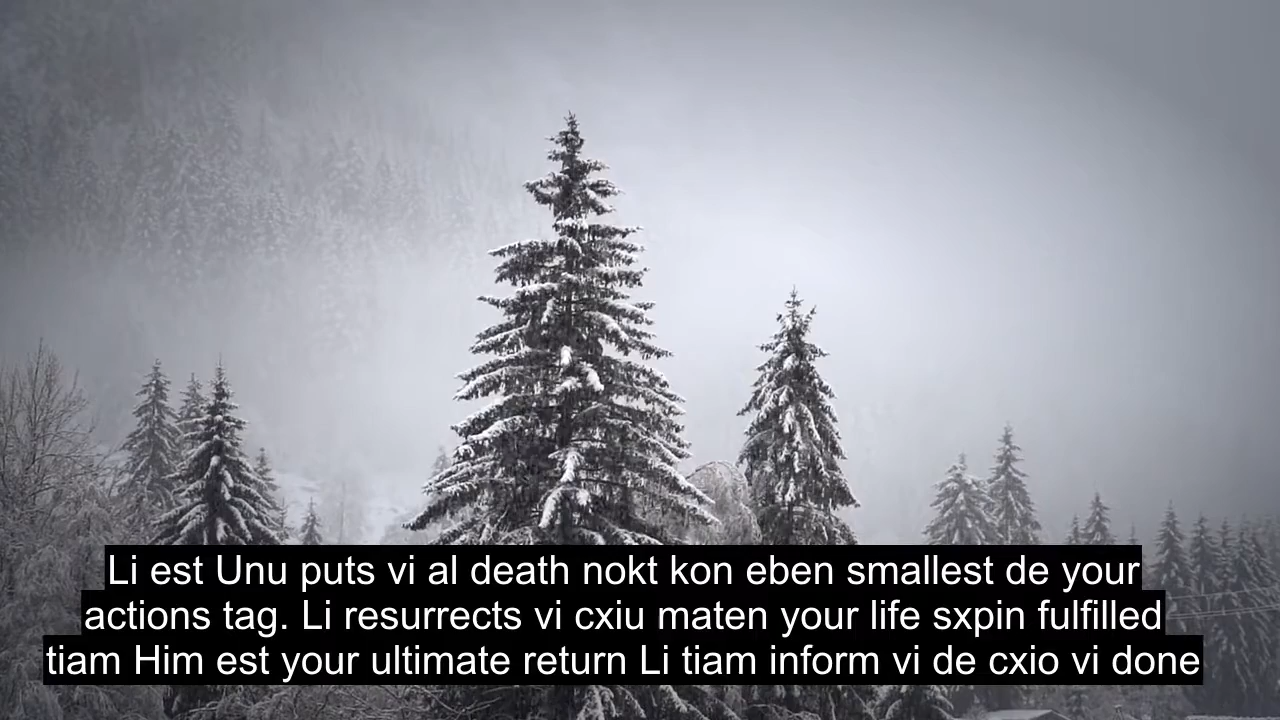 Li est Unu puts vi al death nokt kon eben smallest de your
actions tag. Li resurrects vi cxiu maten your life sxpin fulfilled
tiam Him est your ultimate return Li tiam inform vi de cxio vi done